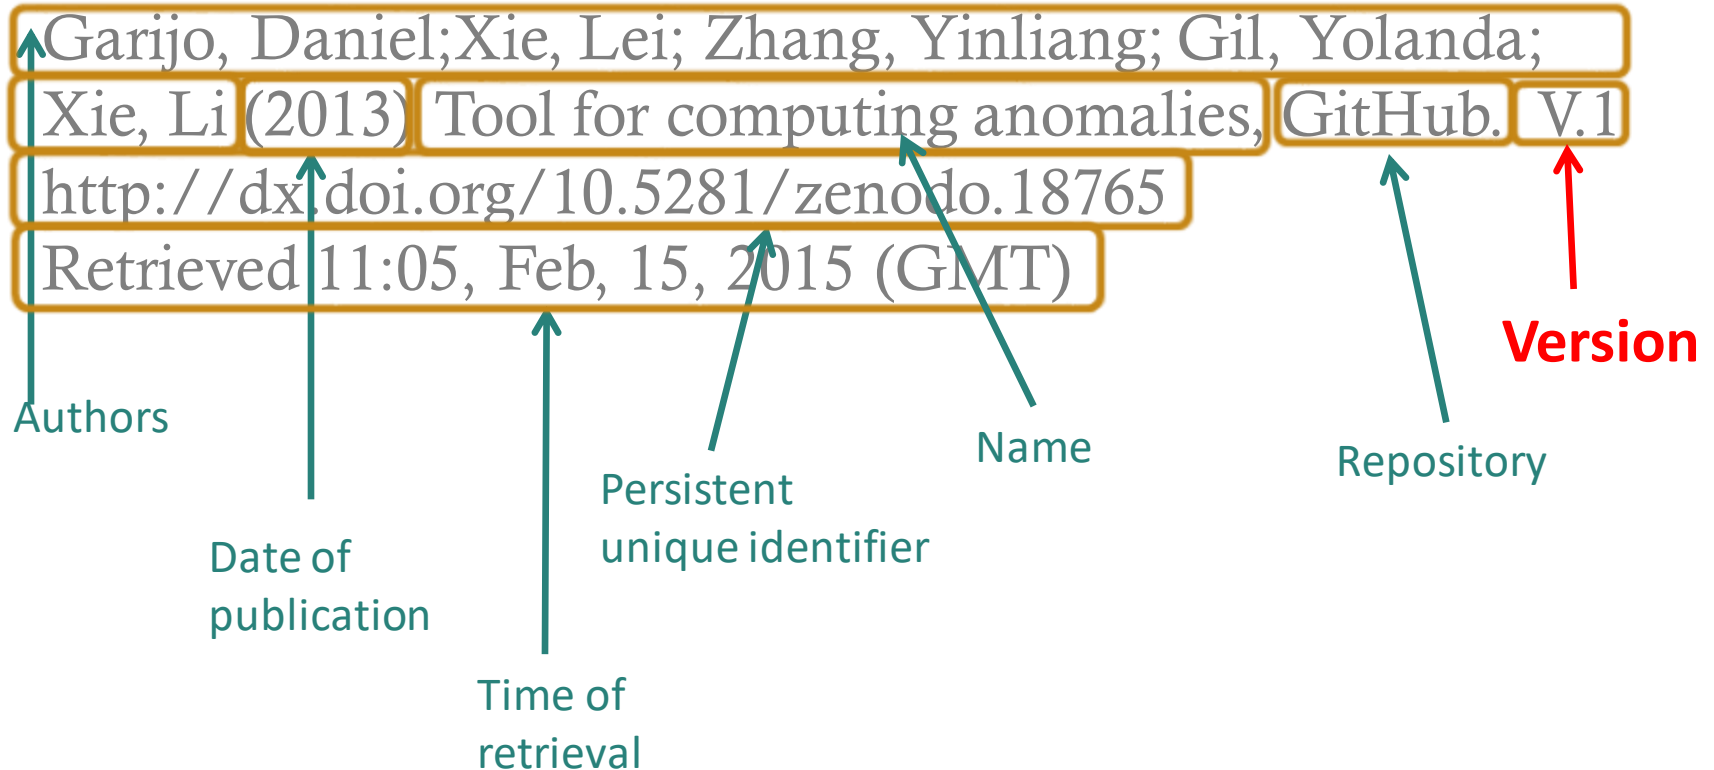 Garijo, Daniel;Xie, Lei; Zhang, Yinliang; Gil, Yolanda;
Xie, Li (2013) Tool for computing anomalies, GitHub. V.1
http://dx.doi.org/10.5281/zenodo.18765
Retrieved 11:05, Feb, 15, 2015 (GMT)
Version
Authors
Name
Repository
Persistent
unique identifier
Date of
publication
Time of
retrieval